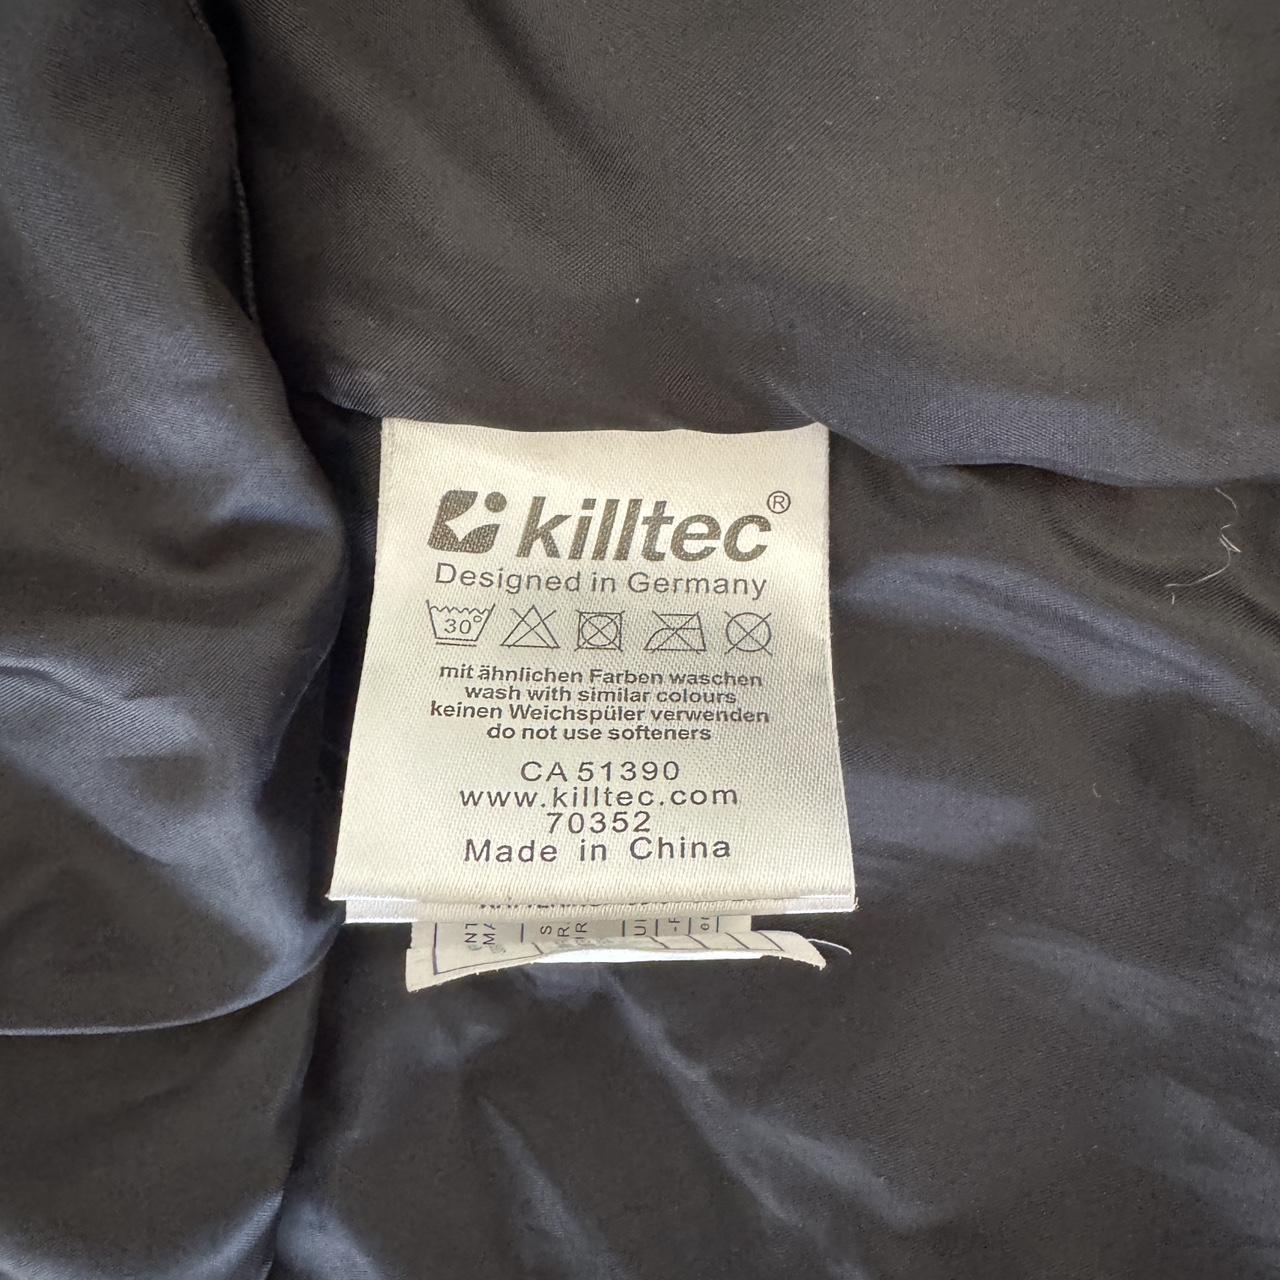 killtec®
Designed in Germany
30°
mit ähnlichen Farben waschen
wash with similar colours
keinen Weichspüler verwenden
do not use softeners
CA 51390
www.killtec.com
70352
Made in China